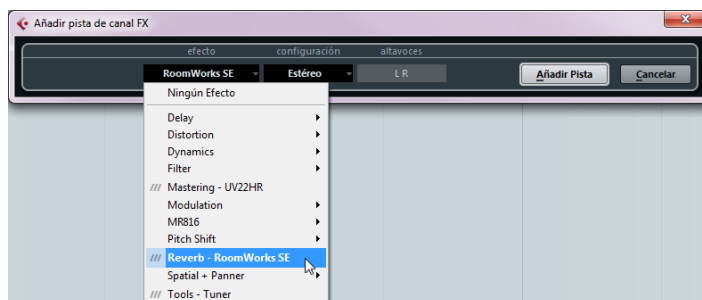 Añadir pista de canal FX
efecto configuración altavoces
RoomWorks SE Estéreo L R Añadir Pista Cancelar
Ningún Efecto
Delay
Distortion
Dynamics
Filter
Mastering - UV22HR
Modulation
MR816
Pitch Shift
Reverb - RoomWorks SE
Spatial + Panner
Tools - Tuner